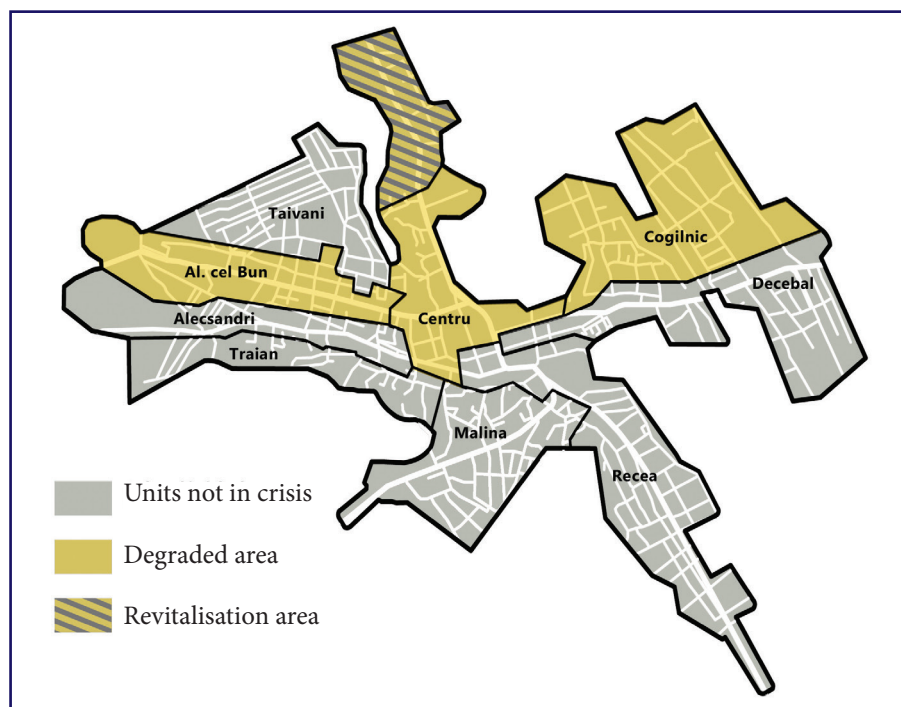 Taivani
Cogilnic
Al. cel Bun
Decebal
Alecsandri
Centru
Traian
Malina
Recea
Units not in crisis
Degraded area
Revitalisation area